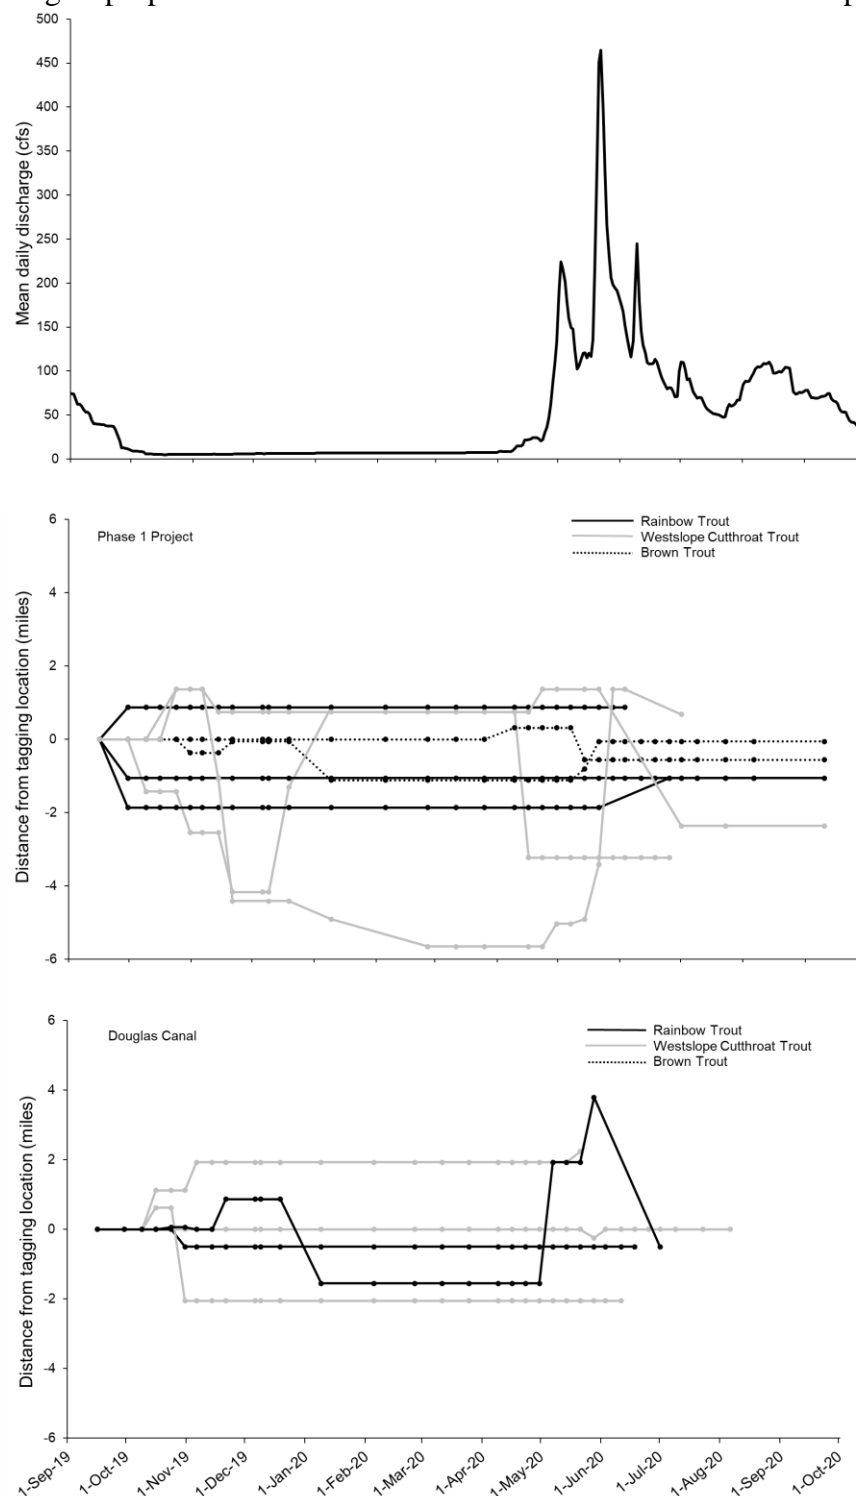 500
450
400
350
300
250
200
150
100
50
0
Mean daily discharge (cfs)
6
4
2
0
-2
-4
-6
Distance from tagging location (miles)
Phase 1 Project
Rainbow Trout
Westslope Cutthroat Trout
Brown Trout
6
4
2
0
-2
-4
-6
Distance from tagging location (miles)
Douglas Canal
Rainbow Trout
Westslope Cutthroat Trout
Brown Trout
1-Sep-19
1-Oct-19
1-Nov-19
1-Dec-19
1-Jan-20
1-Feb-20
1-Mar-20
1-Apr-20
1-May-20
1-Jun-20
1-Jul-20
1-Aug-20
1-Sep-20
1-Oct-20